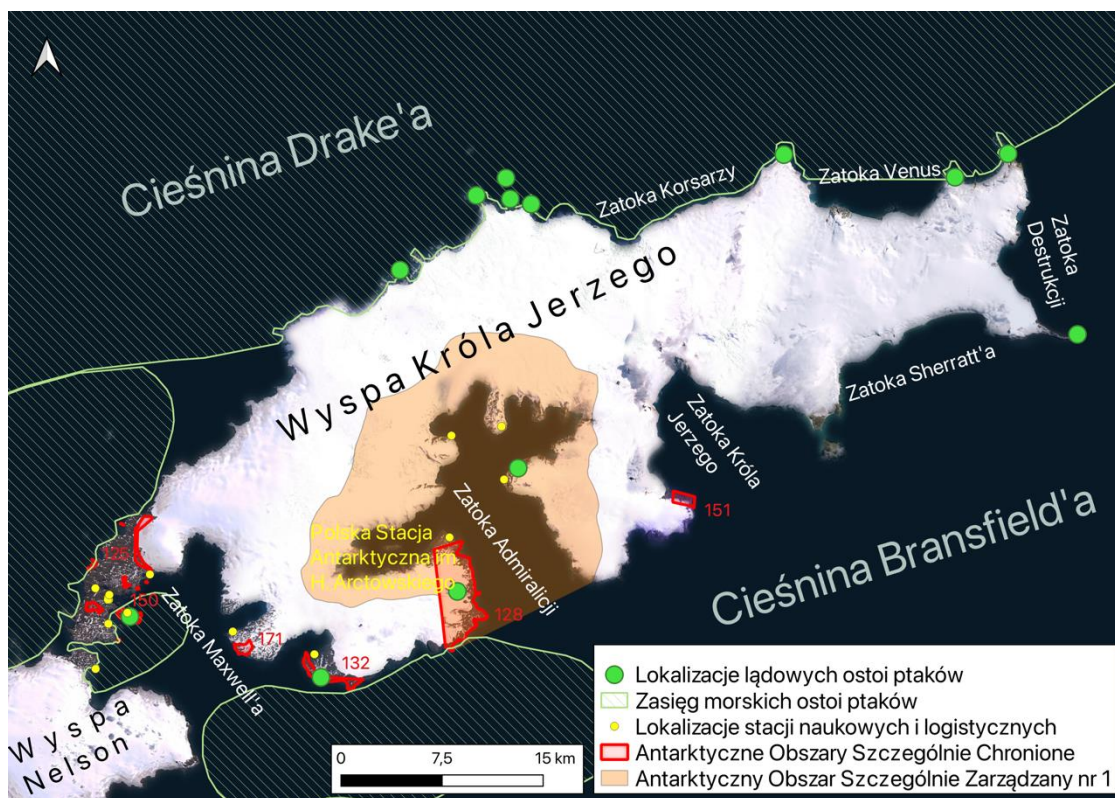 Cieśnina Drake'a
Zatoka Korsarzy
Zatoka Venus
Zatoka
Destrukcji
Wyspa Króla Jerzego
Zatoka Sherratt'a
Zatoka Króla
Jerzego
151
Cieśnina Bransfield'a
Zatoka Admiralicji
Polska Stacja
Antarktyczna im.
H. Arctowskiego
125
150
128
Zatoka Maxwell'a
171
132
Wyspa
Nelson
0 7,5 15 km
Lokalizacje lądowych ostoi ptaków
Zasięg morskich ostoi ptaków
Lokalizacje stacji naukowych i logistycznych
Antarktyczne Obszary Szczególnie Chronione
Antarktyczny Obszar Szczególnie Zarządzany nr 1